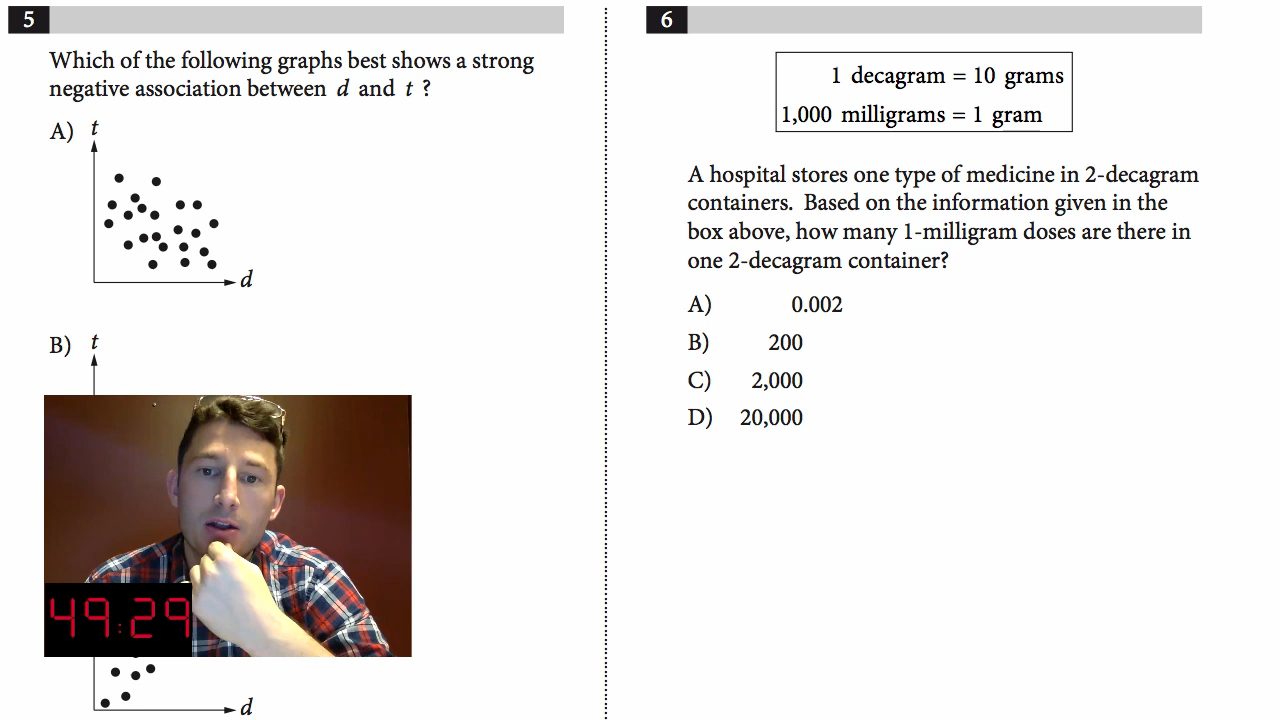 5
Which of the following graphs best shows a strong
negative association between d and t ?
A) t
d
B) t
49:29
d
6
1 decagram = 10 grams
1,000 milligrams = 1 gram
A hospital stores one type of medicine in 2-decagram
containers. Based on the information given in the
box above, how many 1-milligram doses are there in
one 2-decagram container?
A) 0.002
B) 200
C) 2,000
D) 20,000